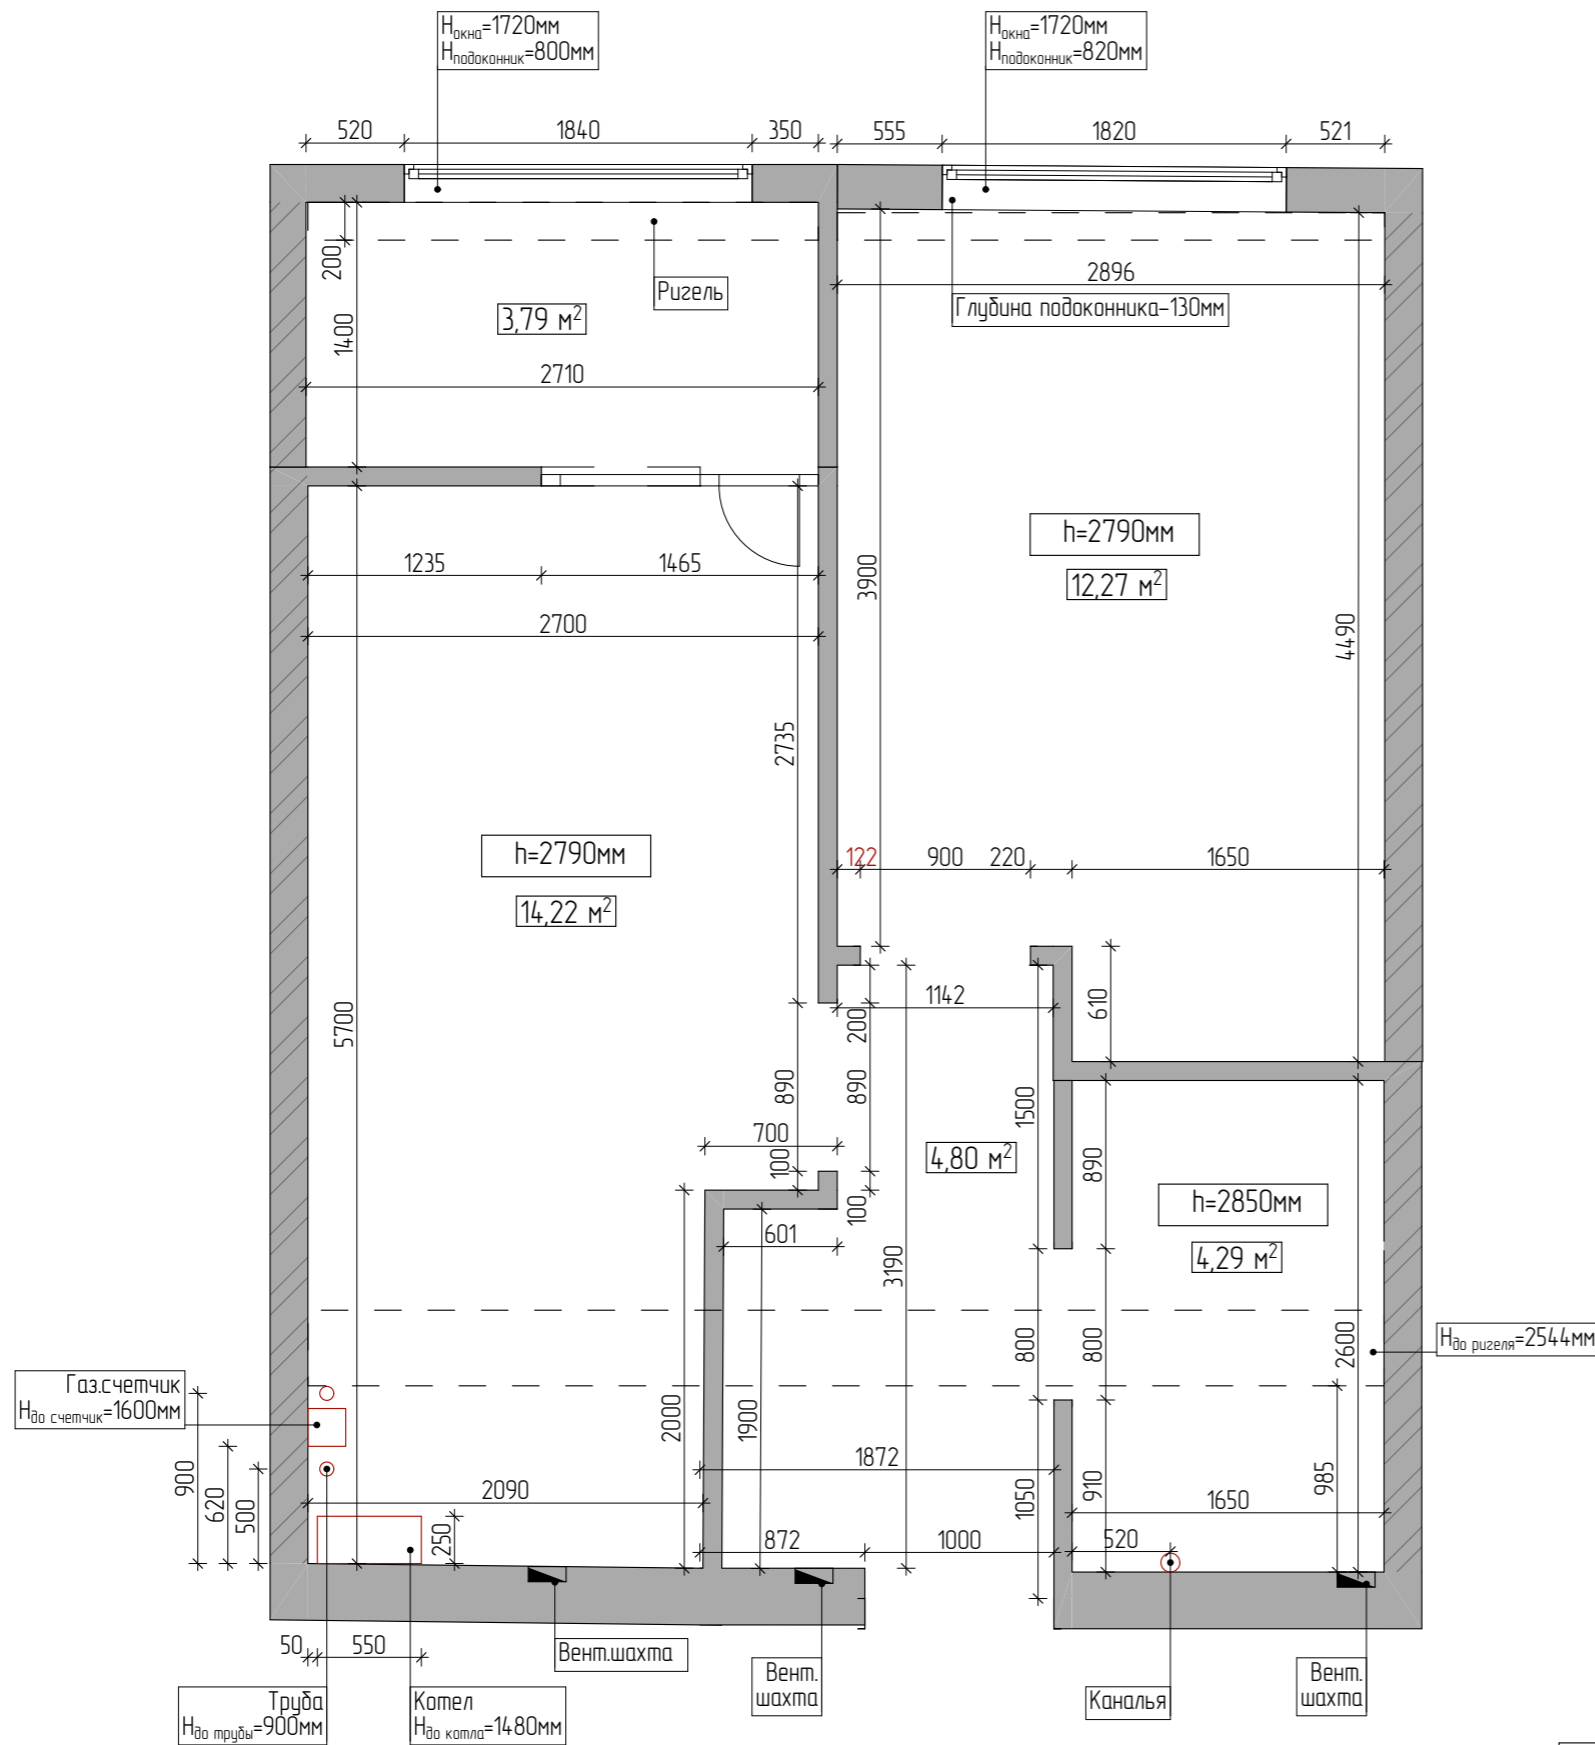 Hокна=1720мм
Hподоконник=800мм
Hокна=1720мм
Hподоконник=820мм
520
1840
350
555
1820
521
200
Ригель
2896
Глубина подоконника-130мм
3,79 м²
1400
2710
h=2790мм
12,27 м²
3900
1235
1465
2700
4490
2735
h=2790мм
14,22 м²
122
900
220
1650
5700
1142
200
610
890
890
1500
700
100
4,80 м²
890
100
h=2850мм
4,29 м²
601
3190
Hдо ригеля=2544мм
800
800
2600
Газ.счетчик
Hдо счетчик=1600мм
2000
1900
1872
900
620
500
2090
250
1050
910
985
1650
872
1000
520
50
550
Вент.шахта
Вент.
шахта
Каналья
Вент.
шахта
Труба
Hдо трубы=900мм
Котел
Hдо котла=1480мм